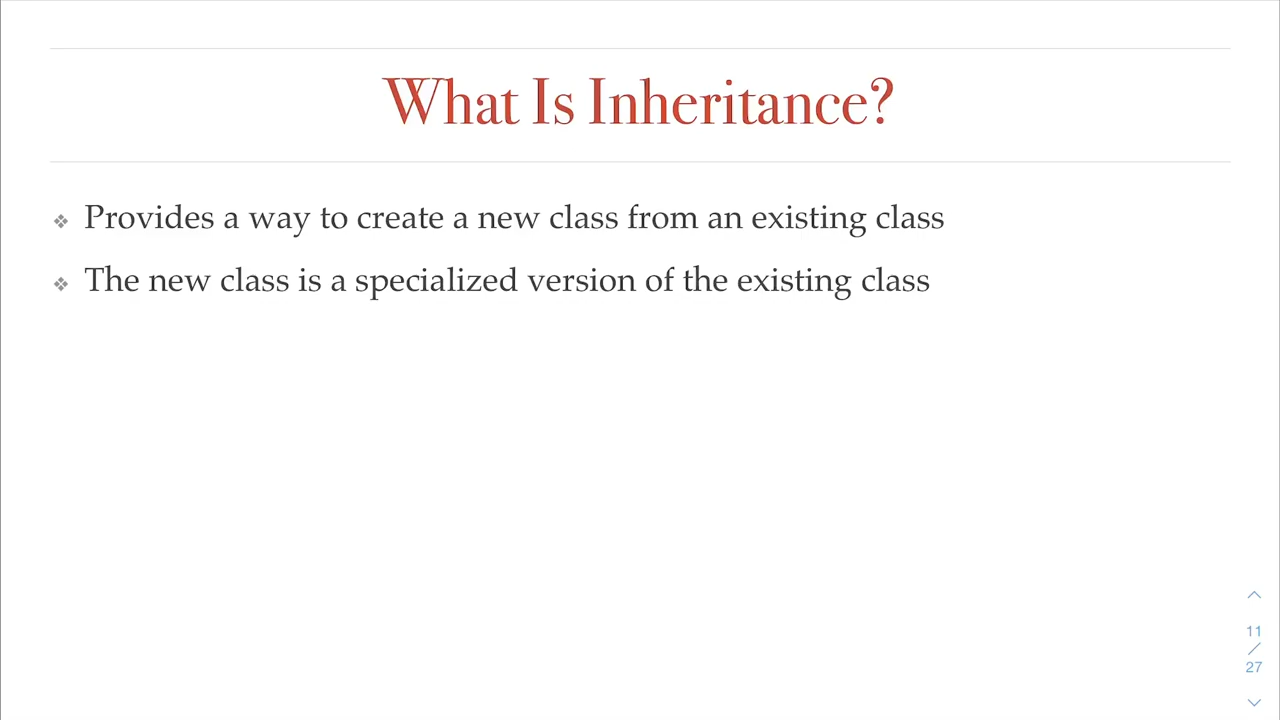 What Is Inheritance?
❖ Provides a way to create a new class from an existing class
❖ The new class is a specialized version of the existing class
11
/
27